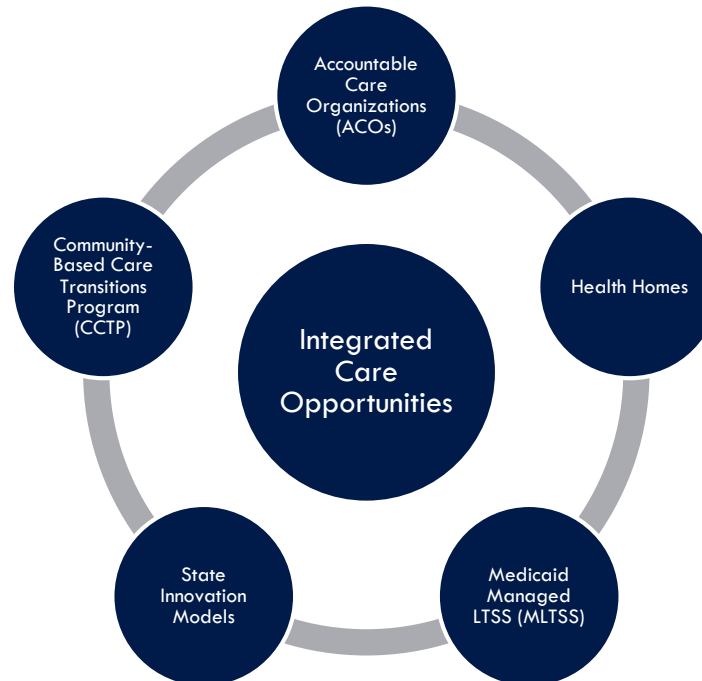 Accountable
Care
Organizations
(ACOs)
Community-
Based Care
Transitions
Program
(CCTP)
Health Homes
Integrated
Care
Opportunities
State
Innovation
Models
Medicaid
Managed
LTSS (MLTSS)